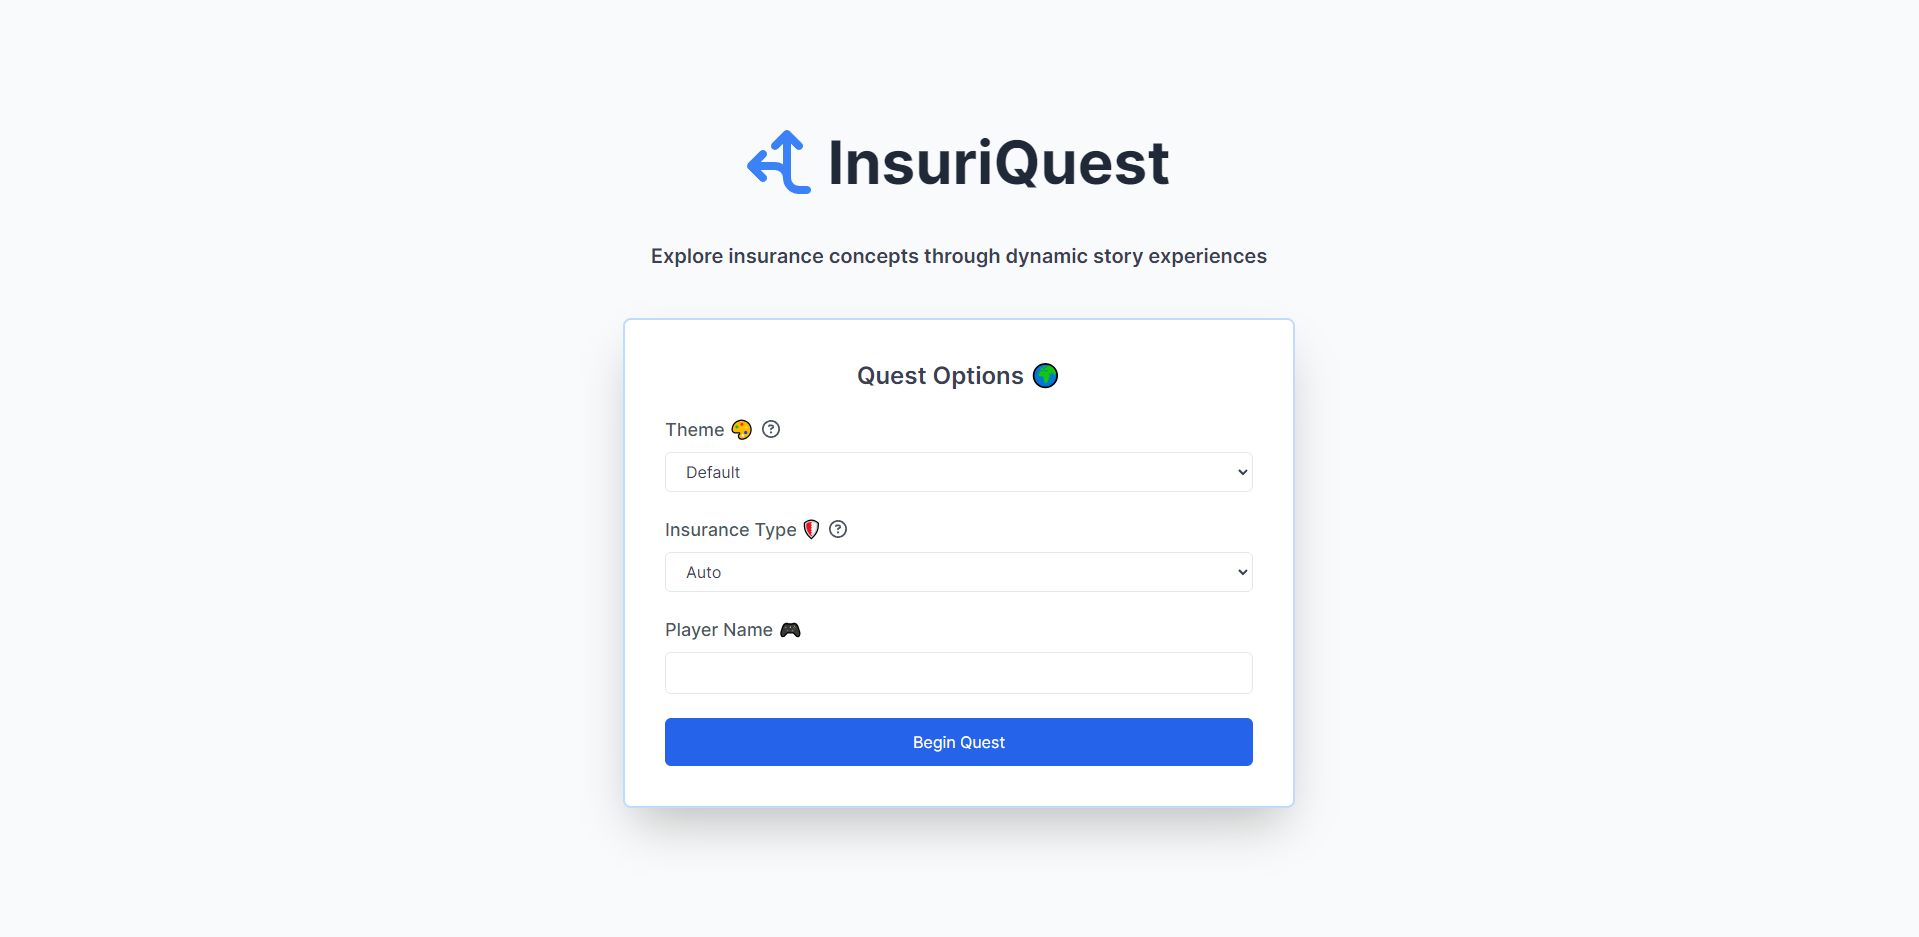 InsuriQuest
Explore insurance concepts through dynamic story experiences
Quest Options
Theme
Default
Insurance Type
Auto
Player Name
Begin Quest